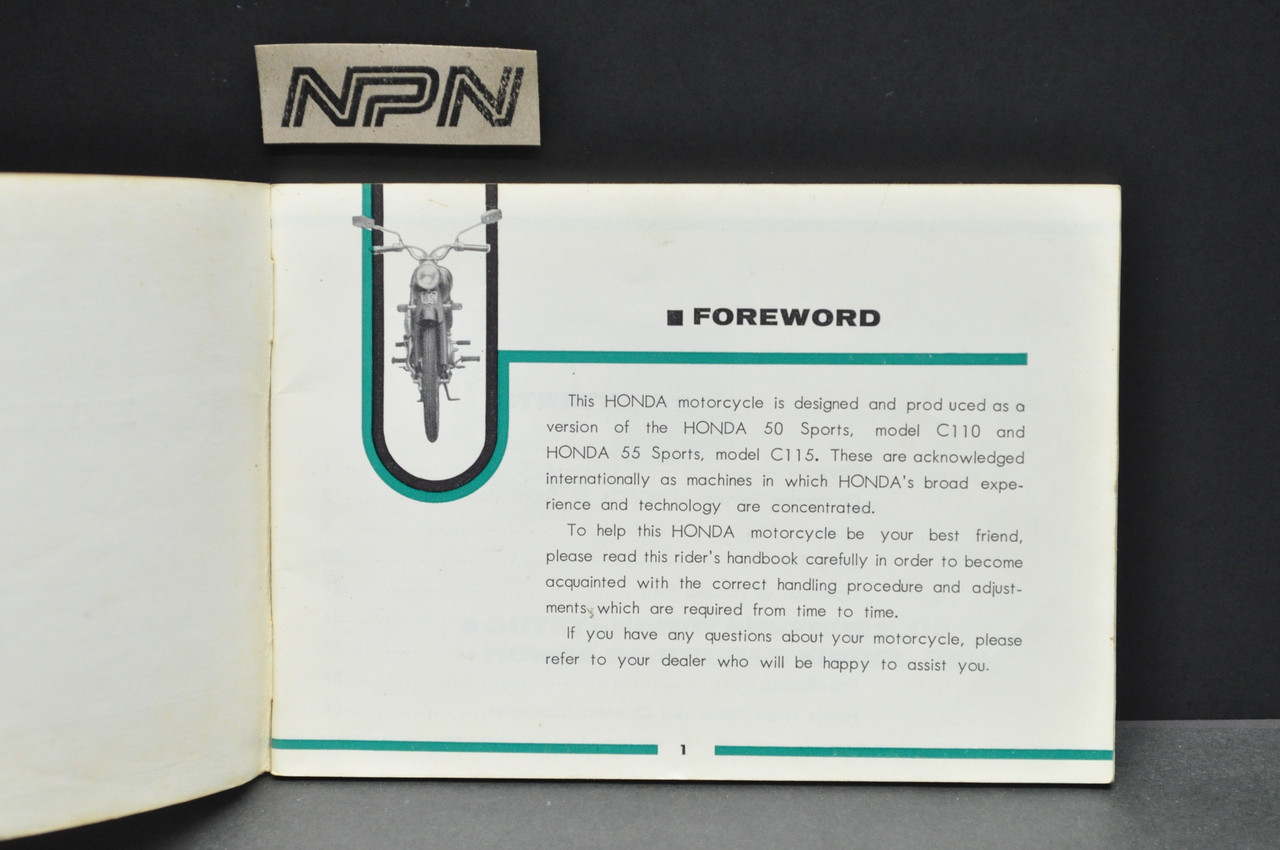 NPN
■ FOREWORD
This HONDA motorcycle is designed and prod uced as a
version of the HONDA 50 Sports, model C110 and
HONDA 55 Sports, model C115. These are acknowledged
internationally as machines in which HONDA's broad expe-
rience and technology are concentrated.
To help this HONDA motorcycle be your best friend,
please read this rider's handbook carefully in order to become
acquainted with the correct handling procedure and adjust-
ments, which are required from time to time.
If you have any questions about your motorcycle, please
refer to your dealer who will be happy to assist you.
1